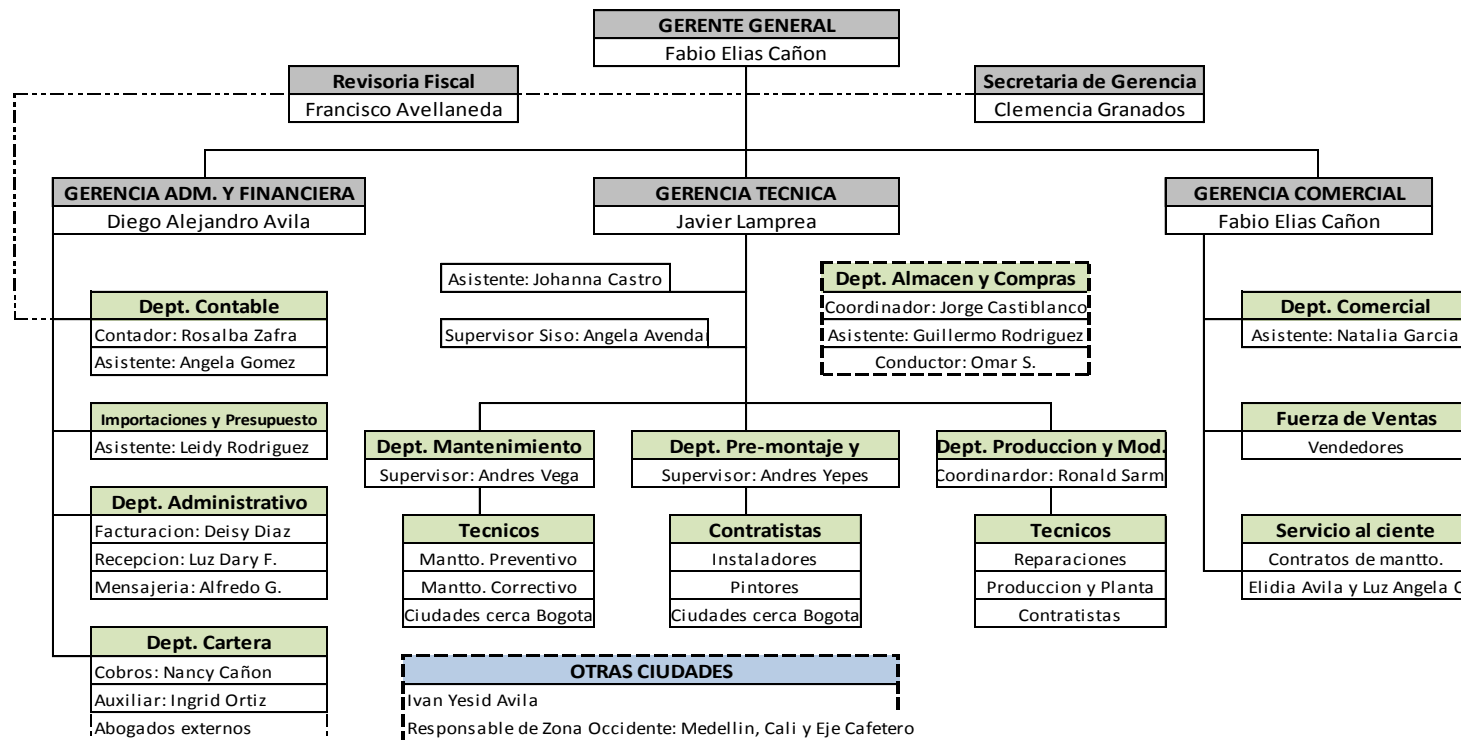 GERENTE GENERAL
Fabio Elias Cañon
Revisoria Fiscal
Francisco Avellaneda
Secretaria de Gerencia
Clemencia Granados
GERENCIA ADM. Y FINANCIERA
Diego Alejandro Avila
GERENCIA TECNICA
Javier Lamprea
GERENCIA COMERCIAL
Fabio Elias Cañon
Dept. Contable
Contador: Rosalba Zafra
Asistente: Angela Gomez
Importaciones y Presupuesto
Asistente: Leidy Rodriguez
Dept. Administrativo
Facturacion: Deisy Diaz
Recepcion: Luz Dary F.
Mensajeria: Alfredo G.
Dept. Cartera
Cobros: Nancy Cañon
Auxiliar: Ingrid Ortiz
Abogados externos
Asistente: Johanna Castro
Supervisor Siso: Angela Avenda
Dept. Almacen y Compras
Coordinador: Jorge Castiblanco
Asistente: Guillermo Rodriguez
Conductor: Omar S.
Dept. Mantenimiento
Supervisor: Andres Vega
Tecnicos
Mantto. Preventivo
Mantto. Correctivo
Ciudades cerca Bogota
Dept. Pre-montaje y
Supervisor: Andres Yepes
Contratistas
Instaladores
Pintores
Ciudades cerca Bogota
Dept. Produccion y Mod.
Coordinardor: Ronald Sarm
Tecnicos
Reparaciones
Produccion y Planta
Contratistas
Dept. Comercial
Asistente: Natalia Garcia
Fuerza de Ventas
Vendedores
Servicio al ciente
Contratos de mantto.
Elidia Avila y Luz Angela C
OTRAS CIUDADES
Ivan Yesid Avila
Responsable de Zona Occidente: Medellin, Cali y Eje Cafetero